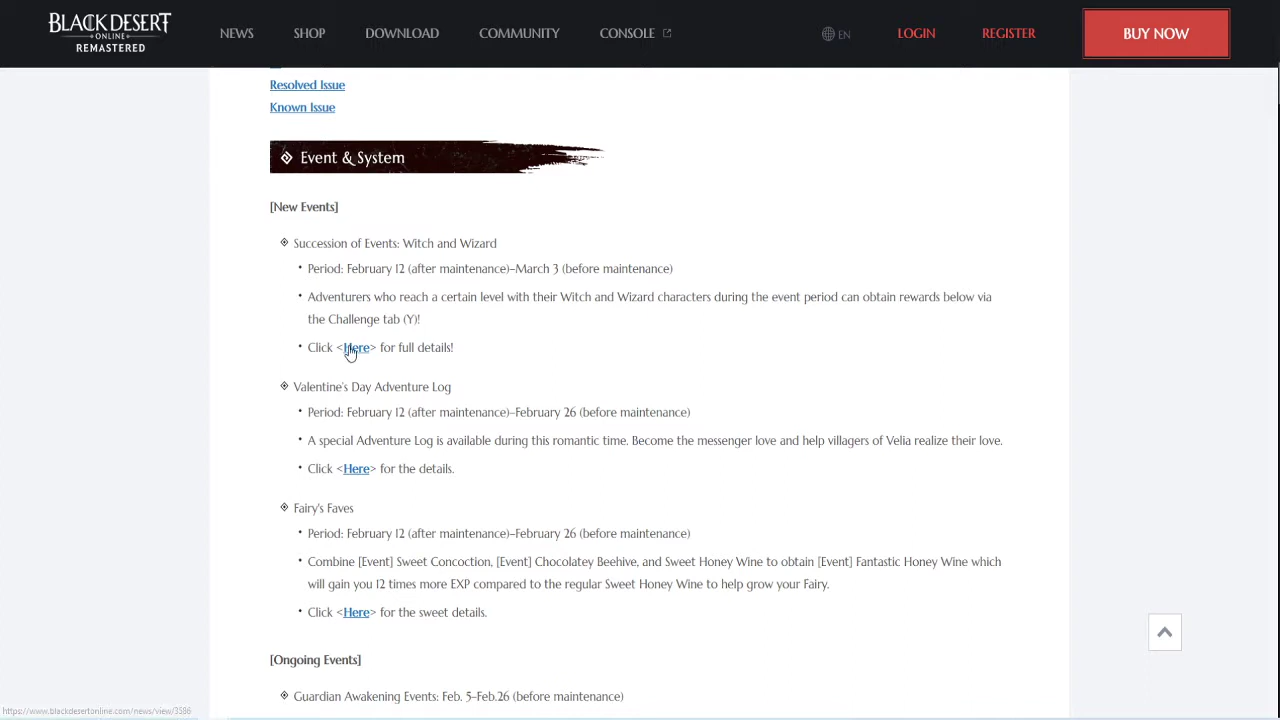 BLACK DESERT
ONLINE
REMASTERED
NEWS
SHOP
DOWNLOAD
COMMUNITY
CONSOLE
EN
LOGIN
REGISTER
BUY NOW
Resolved Issue
Known Issue
Event & System
[New Events]
Succession of Events: Witch and Wizard
• Period: February 12 (after maintenance)–March 3 (before maintenance)
• Adventurers who reach a certain level with their Witch and Wizard characters during the event period can obtain rewards below via
the Challenge tab (Y)!
• Click <Here> for full details!
Valentine's Day Adventure Log
• Period: February 12 (after maintenance)–February 26 (before maintenance)
• A special Adventure Log is available during this romantic time. Become the messenger love and help villagers of Velia realize their love.
• Click <Here> for the details.
Fairy's Faves
• Period: February 12 (after maintenance)–February 26 (before maintenance)
• Combine [Event] Sweet Concoction, [Event] Chocolatey Beehive, and Sweet Honey Wine to obtain [Event] Fantastic Honey Wine which
will gain you 12 times more EXP compared to the regular Sweet Honey Wine to help grow your Fairy.
• Click <Here> for the sweet details.
[Ongoing Events]
Guardian Awakening Events: Feb. 5–Feb.26 (before maintenance)
https://www.blackdesertonline.com/news/view/3386